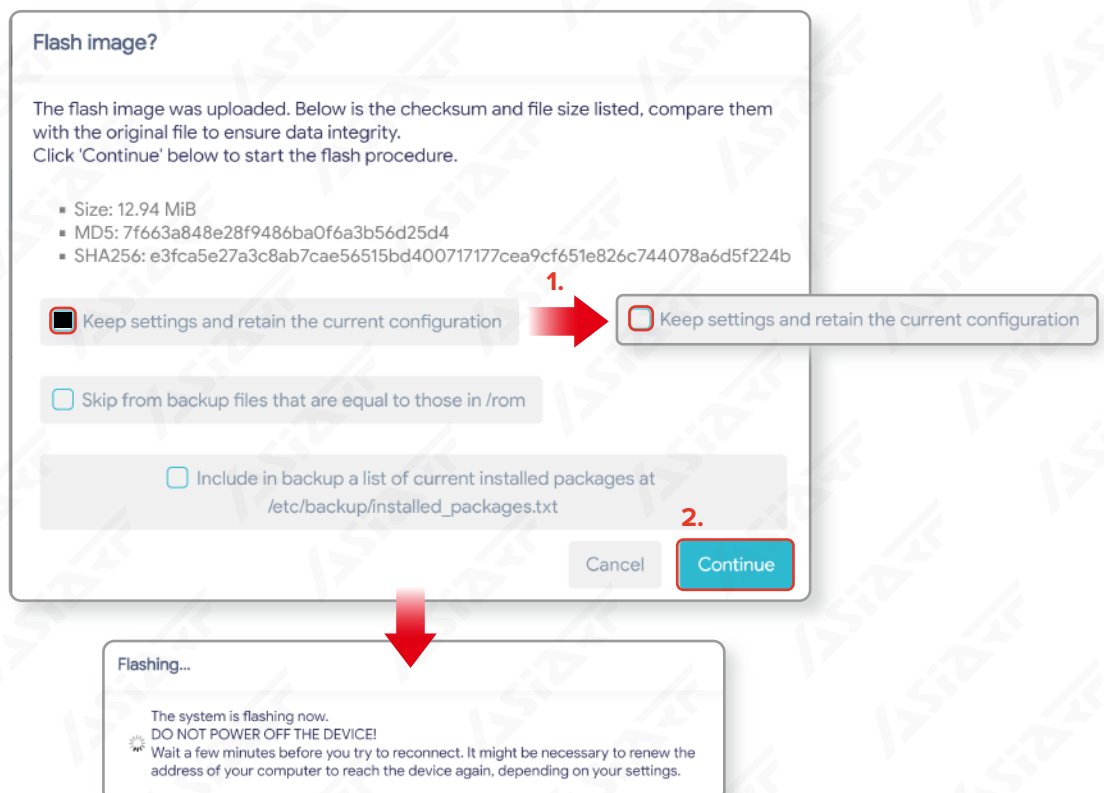 Flash image?
The flash image was uploaded. Below is the checksum and file size listed, compare them
with the original file to ensure data integrity.
Click 'Continue' below to start the flash procedure.
Size: 12.94 MiB
MD5: 7f663a848e28f9486ba0f6a3b56d25d4
SHA256: e3fca5e27a3c8ab7cae56515bd400717177cea9cf651e826c744078a6d5f224b
1.
Keep settings and retain the current configuration
Keep settings and retain the current configuration
Skip from backup files that are equal to those in /rom
Include in backup a list of current installed packages at
/etc/backup/installed_packages.txt
2.
Cancel
Continue
Flashing...
The system is flashing now.
DO NOT POWER OFF THE DEVICE!
Wait a few minutes before you try to reconnect. It might be necessary to renew the
address of your computer to reach the device again, depending on your settings.
AsiaRF